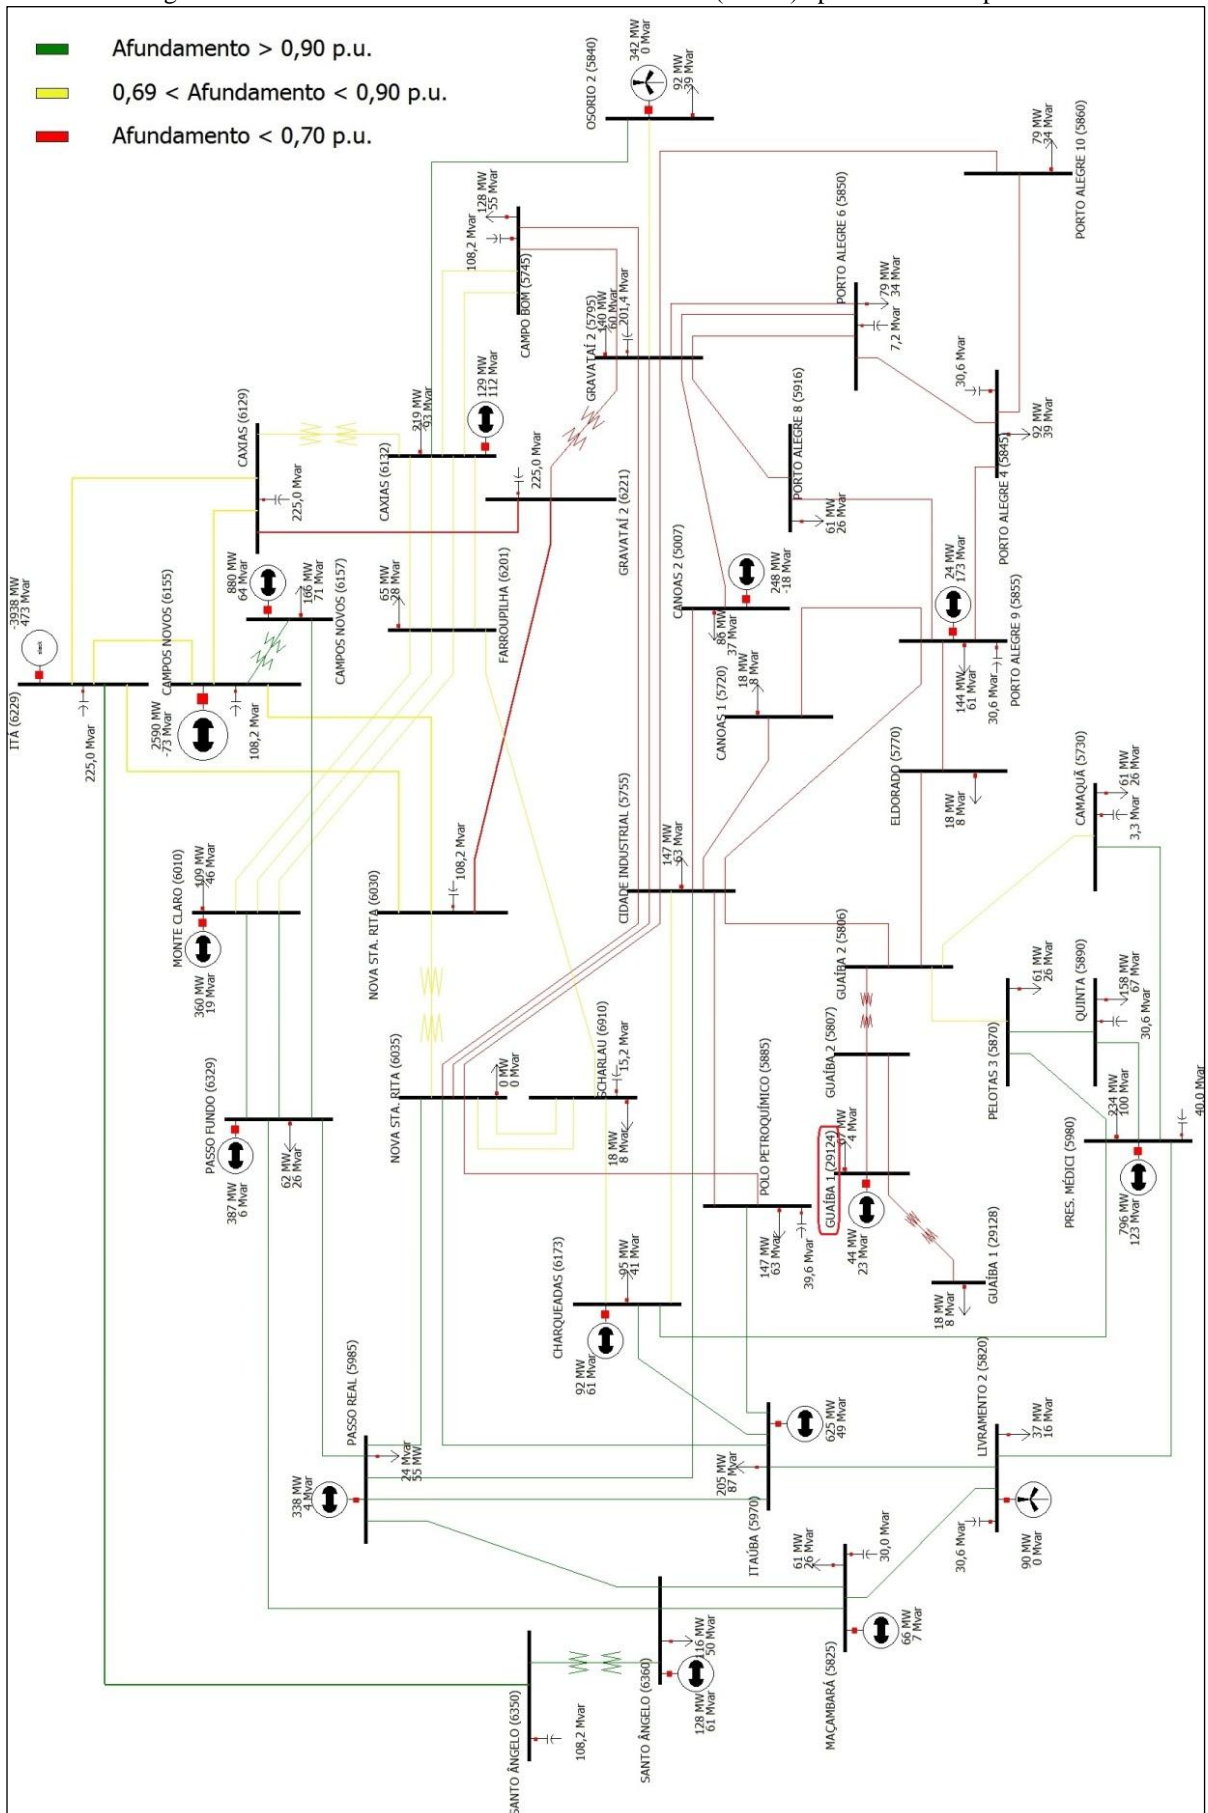 Afundamento > 0,90 p.u.
0,69 < Afundamento < 0,90 p.u.
Afundamento < 0,70 p.u.
OSORIO 2 (5840)
342 MW
0 Mvar
92 MW
39 Mvar
79 MW
34 Mvar
PORTO ALEGRE 10 (5860)
128 MW
55 Mvar
108,2 Mvar
CAMPO BOM (5745)
PORTO ALEGRE 6 (5850)
79 MW
34 Mvar
7,2 Mvar
GRAVATAÍ 2 (5795)
140 MW
60 Mvar
201,4 Mvar
129 MW
112 Mvar
219 MW
93 Mvar
CAXIAS (6132)
CAXIAS (6129)
225,0 Mvar
225,0 Mvar
GRAVATAÍ 2 (6221)
PORTO ALEGRE 8 (5916)
61 MW
26 Mvar
30,6 Mvar
92 MW
39 Mvar
PORTO ALEGRE 4 (5845)
880 MW
64 Mvar
166 MW
71 Mvar
CAMPOS NOVOS (6157)
CAMPOS NOVOS (6155)
2590 MW
-73 Mvar
108,2 Mvar
-3938 MW
473 Mvar
slack
ITÁ (6229)
225,0 Mvar
65 MW
28 Mvar
FARROUPILHA (6201)
CANOAS 2 (5007)
248 MW
-18 Mvar
86 MW
37 Mvar
24 MW
173 Mvar
144 MW
61 Mvar
30,6 Mvar
PORTO ALEGRE 9 (5855)
18 MW
8 Mvar
CANOAS 1 (5720)
ELDORADO (5770)
18 MW
8 Mvar
CAMAQUÃ (5730)
61 MW
26 Mvar
3,3 Mvar
147 MW
63 Mvar
CIDADE INDUSTRIAL (5755)
108,2 Mvar
NOVA STA. RITA (6030)
MONTE CLARO (6010)
109 MW
46 Mvar
360 MW
19 Mvar
GUAÍBA 2 (5806)
GUAÍBA 2 (5807)
61 MW
26 Mvar
PELOTAS 3 (5870)
QUINTA (5890)
158 MW
67 Mvar
30,6 Mvar
PASSO FUNDO (6329)
387 MW
6 Mvar
62 MW
26 Mvar
NOVA STA. RITA (6035)
0 MW
0 Mvar
SCHARLAU (6910)
15,2 Mvar
18 MW
8 Mvar
POLO PETROQUÍMICO (5885)
147 MW
63 Mvar
39,6 Mvar
GUAÍBA 1 (29124)
MW
4 Mvar
44 MW
23 Mvar
GUAÍBA 1 (29128)
18 MW
8 Mvar
234 MW
100 Mvar
40,0 Mvar
PRES. MÉDICI (5980)
796 MW
123 Mvar
CHARQUEADAS (6173)
95 MW
41 Mvar
92 MW
61 Mvar
PASSO REAL (5985)
338 MW
4 Mvar
24 Mvar
55 MW
625 MW
49 Mvar
205 MW
87 Mvar
ITAÚBA (5970)
LIVRAMENTO 2 (5820)
37 MW
16 Mvar
30,6 Mvar
90 MW
0 Mvar
61 MW
26 Mvar
30,0 Mvar
66 MW
7 Mvar
MAÇAMBARÁ (5825)
116 MW
50 Mvar
128 MW
61 Mvar
SANTO ÂNGELO (6360)
SANTO ÂNGELO (6350)
108,2 Mvar